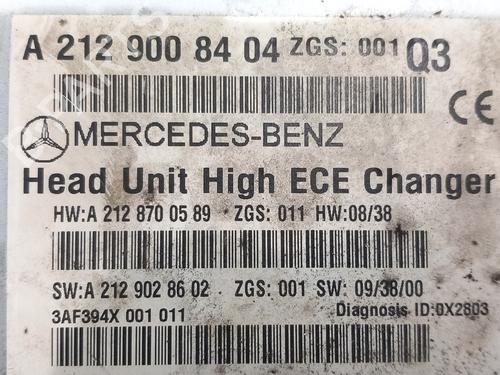 A 212 900 84 04 ZGS: 001 Q3
CE
MERCEDES-BENZ
Head Unit High ECE Changer
HW:A 212 870 05 89 ZGS: 011 HW:08/38
SW:A 212 902 86 02 ZGS: 001 SW: 09/38/00
3AF394X 001 011 Diagnosis ID:0X2803